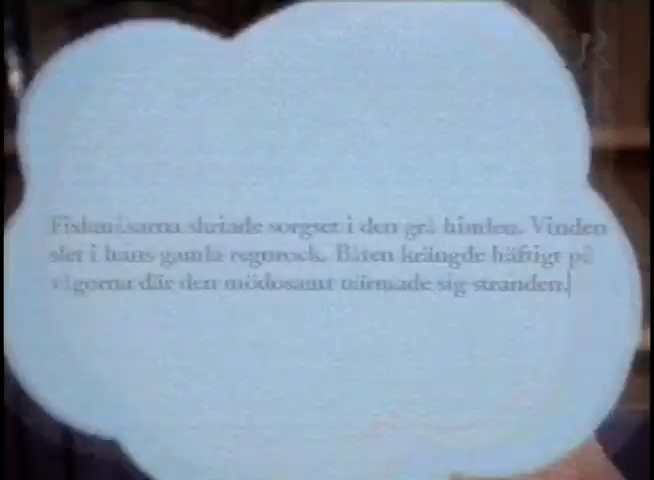 Fiskmåsarna skriade sorgset i den grå himlen. Vinden
slet i hans gamla regnrock. Båten krängde häftigt på
vågorna där den mödosamt närmade sig stranden.